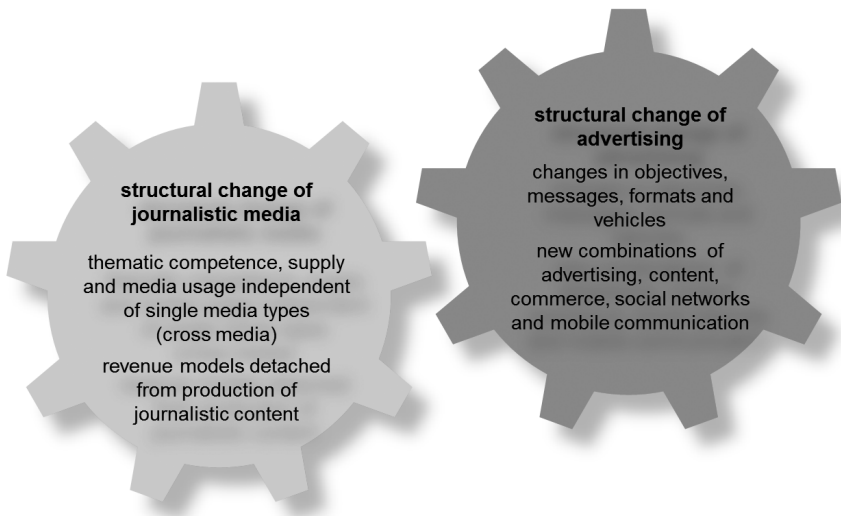 structural change of
journalistic media
thematic competence, supply
and media usage independent
of single media types
(cross media)
revenue models detached
from production of
journalistic content
structural change of
advertising
changes in objectives,
messages, formats and
vehicles
new combinations of
advertising, content,
commerce, social networks
and mobile communication